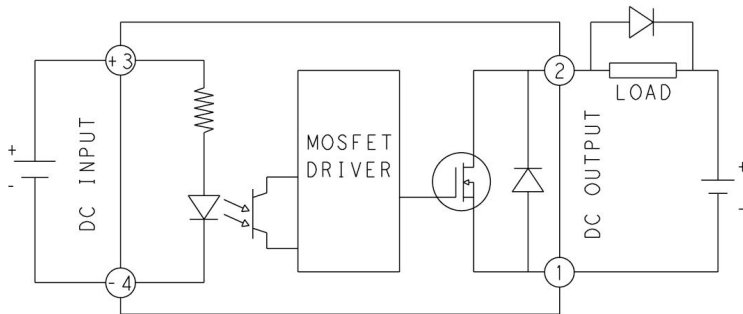 +3
DC INPUT
+
-
-4
MOSFET
DRIVER
2
LOAD
DC OUTPUT
+
-
1